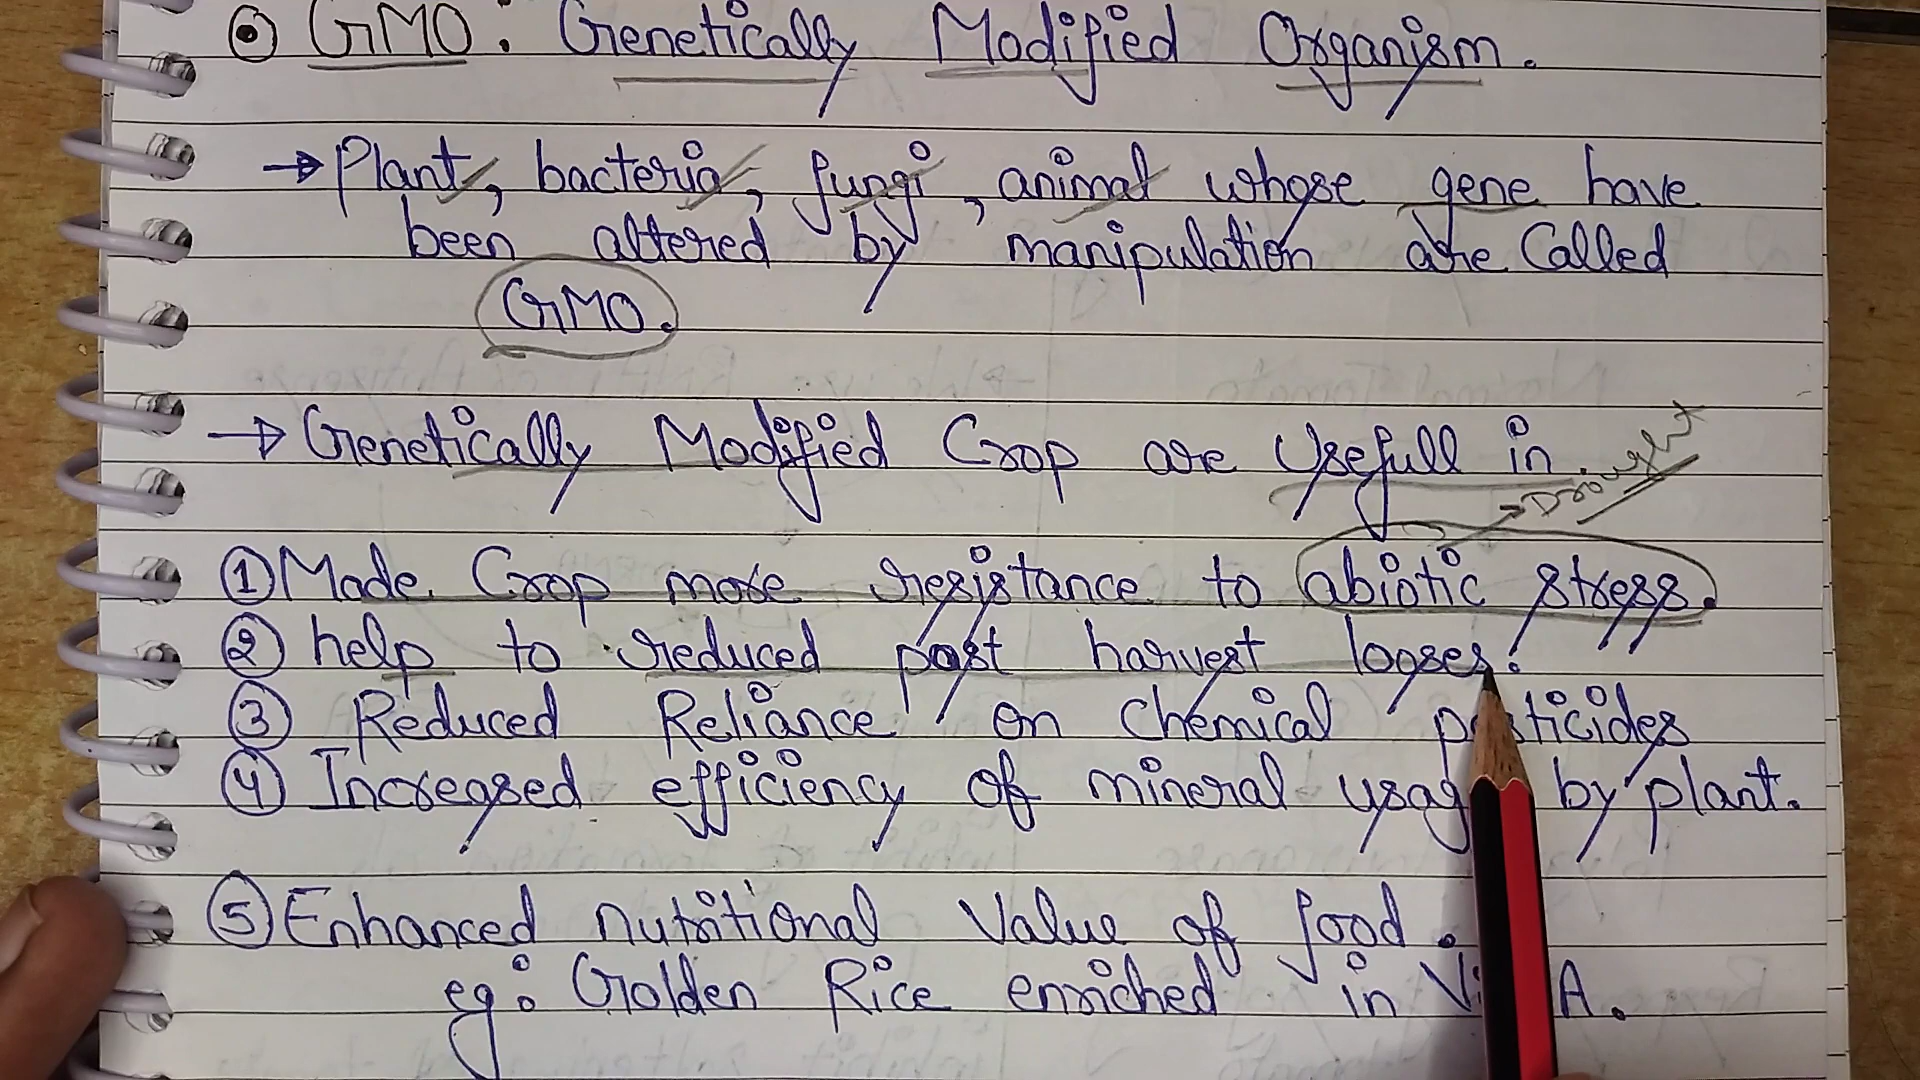 GMO: Genetically Modified Organism.
→ Plant, bacteria, fungi, animal whose gene have
been altered by manipulation are Called
GMO.
→ Genetically Modified Crop are Usefull in.
→ Drought
① Made Crop more resistance to abiotic stress.
② help to reduced post harvest looses.
③ Reduced Reliance on Chemical pesticides
④ Increased efficiency of mineral usage by plant.
⑤ Enhanced nutritional Value of food.
eg: Golden Rice enriched in A.